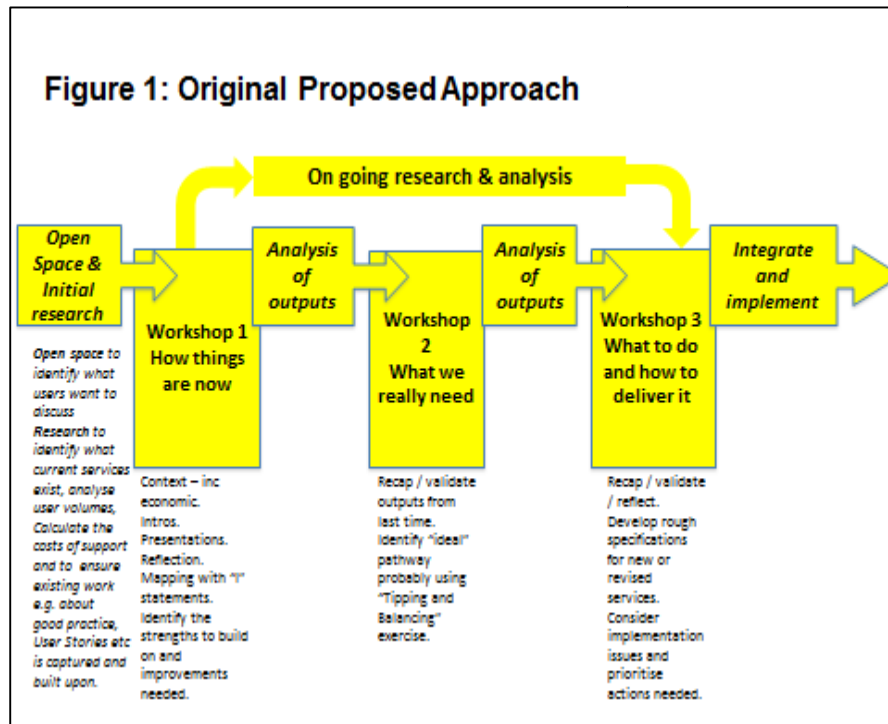 Figure 1: Original Proposed Approach
On going research & analysis
Open
Space &
Initial
research
Analysis
of
outputs
Analysis
of
outputs
Integrate
and
implement
Workshop 1
How things
are now
Workshop
2
What we
really need
Workshop 3
What to do
and how to
deliver it
Open space to
identify what
users want to
discuss
Research to
identify what
current services
exist, analyse
user volumes,
Calculate the
costs of support
and to ensure
existing work
e.g. about
good practice,
User Stories etc
is captured and
built upon.
Context – inc
economic.
Intros.
Presentations.
Reflection.
Mapping with "I"
statements.
Identify the
strengths to build
on and
improvements
needed.
Recap / validate
outputs from
last time.
Identify "ideal"
pathway
probably using
"Tipping and
Balancing"
exercise.
Recap / validate
/ reflect.
Develop rough
specifications
for new or
revised
services.
Consider
implementation
issues and
prioritise
actions needed.